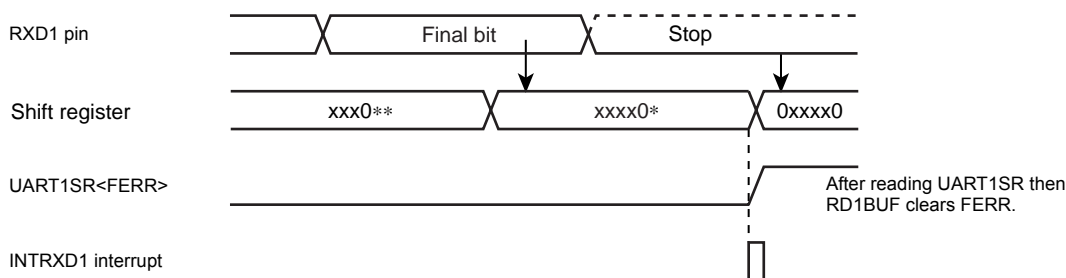 RXD1 pin
Final bit
Stop
Shift register
xxx0**
xxxx0*
0xxxx0
UART1SR<FERR>
After reading UART1SR then
RD1BUF clears FERR.
INTRXD1 interrupt